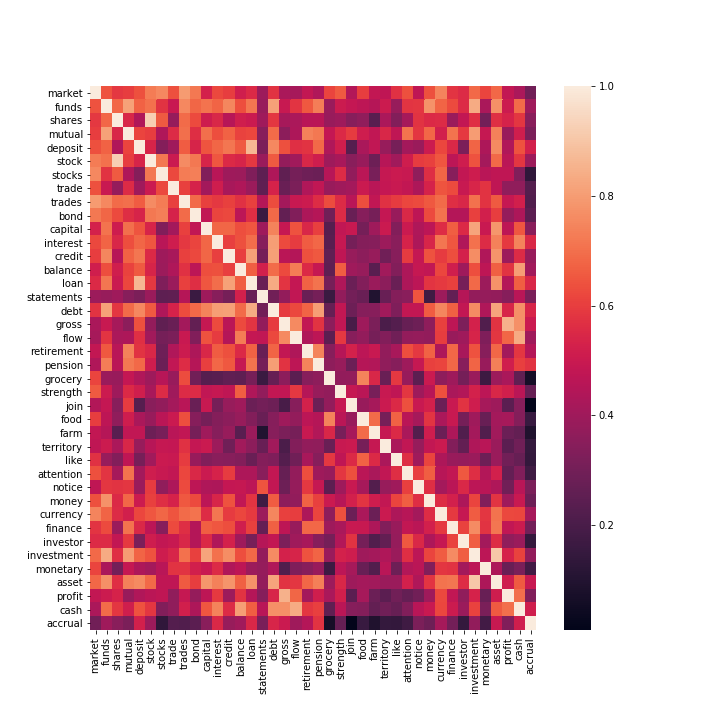 market
funds
shares
mutual
deposit
stock
stocks
trade
trades
bond
capital
interest
credit
balance
loan
statements
debt
gross
flow
retirement
pension
grocery
strength
join
food
farm
territory
like
attention
notice
money
currency
finance
investor
investment
monetary
asset
profit
cash
accrual
1.0
0.8
0.6
0.4
0.2
market
funds
shares
mutual
deposit
stock
stocks
trade
trades
bond
capital
interest
credit
balance
loan
statements
debt
gross
flow
retirement
pension
grocery
strength
join
food
farm
territory
like
attention
notice
money
currency
finance
investor
investment
monetary
asset
profit
cash
accrual